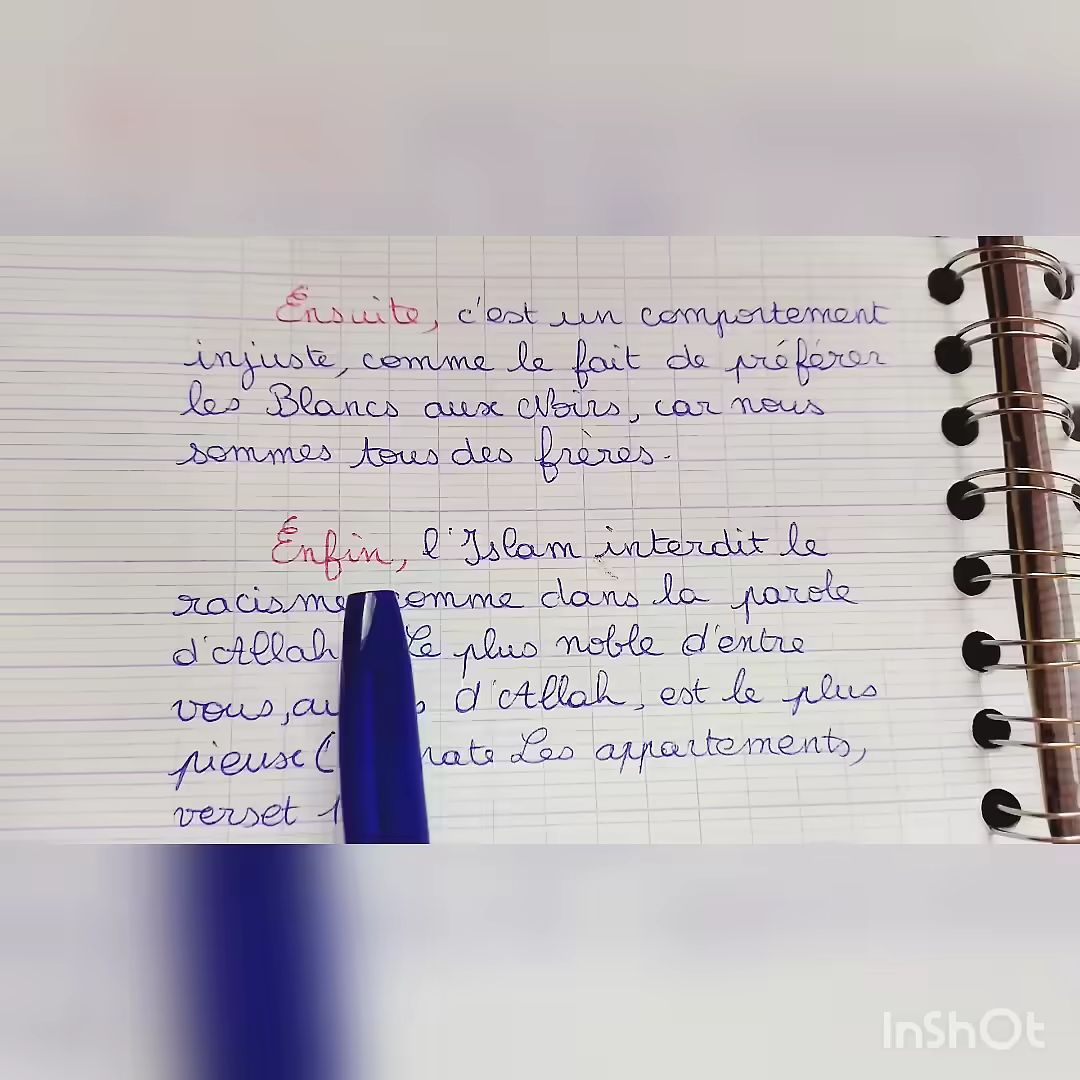 Ensuite, c'est un comportement
injuste, comme le fait de préférer
les Blancs aux Noirs, car nous
sommes tous des frères.
Enfin, l'Islam interdit le
racisme comme dans la parole
d'Allah Le plus noble d'entre
vous, d'Allah, est le plus
pieux ( Les appartements,
verset
InShOt